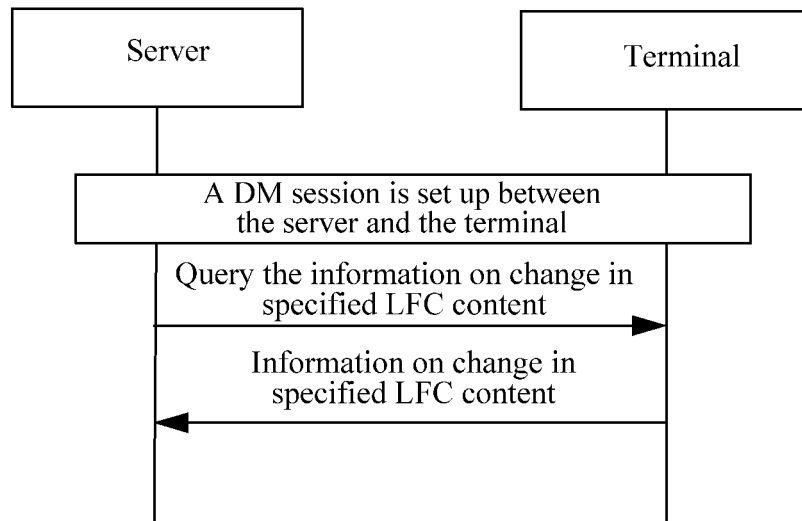 Server
Terminal
A DM session is set up between
the server and the terminal
Query the information on change in
specified LFC content
Information on change in
specified LFC content